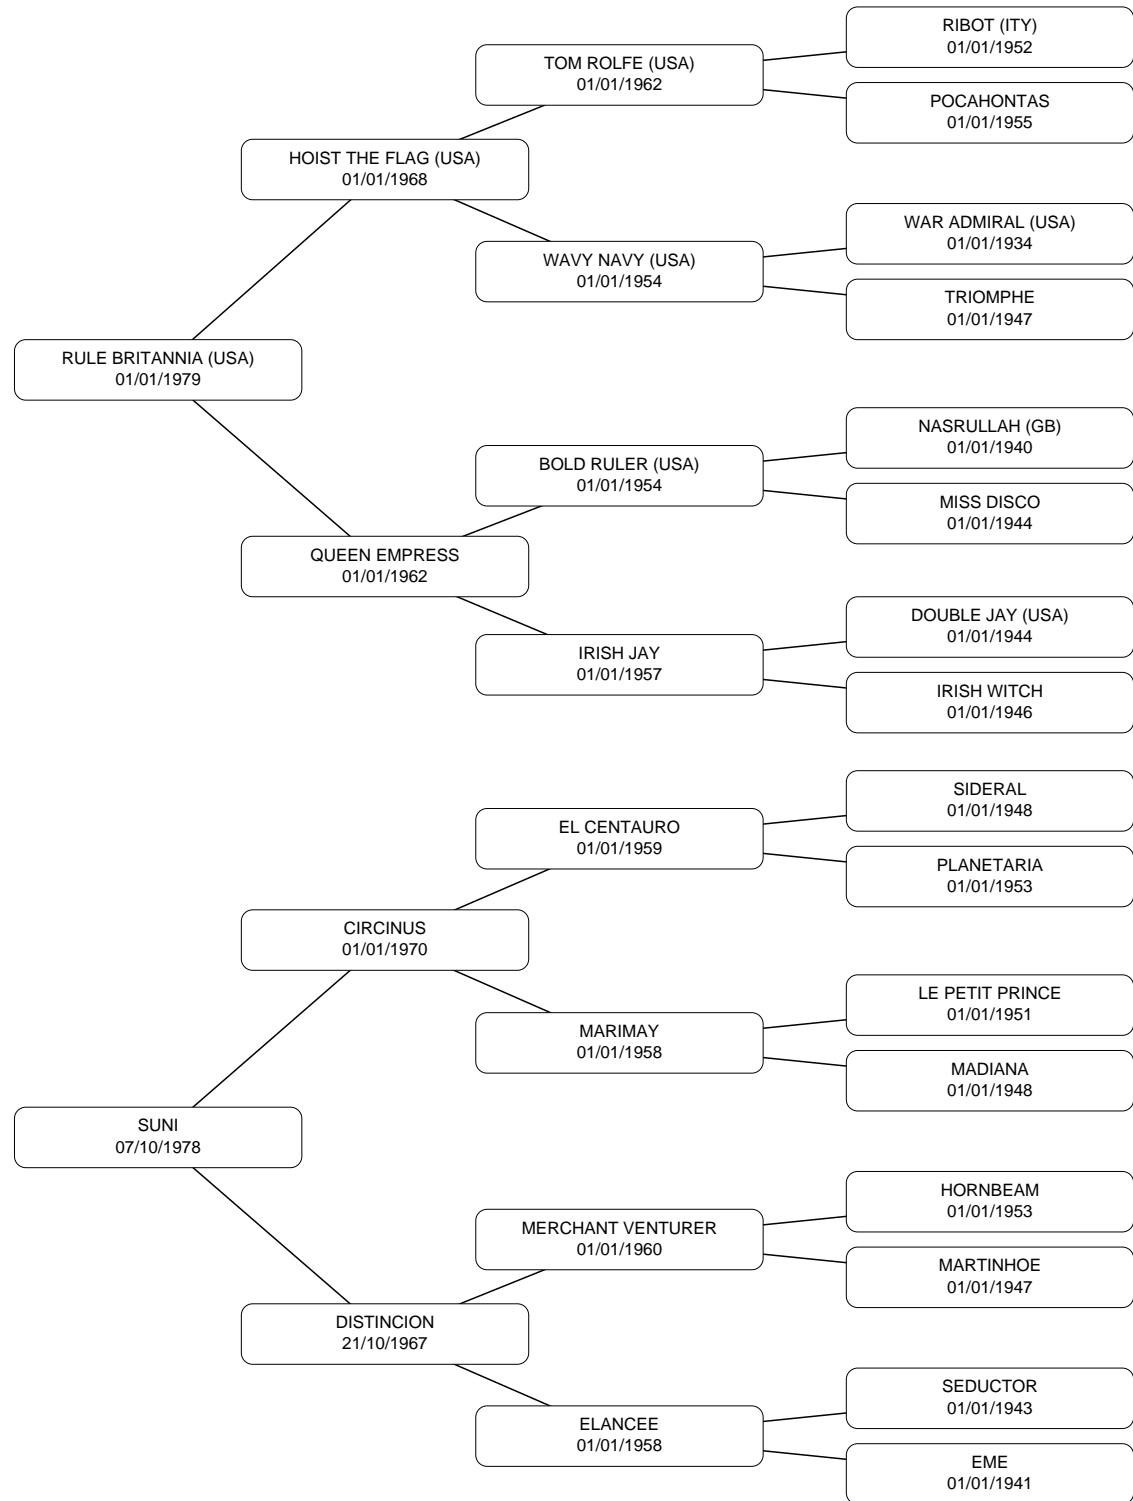 RIBOT (ITY)
01/01/1952
TOM ROLFE (USA)
01/01/1962
POCAHONTAS
01/01/1955
HOIST THE FLAG (USA)
01/01/1968
WAR ADMIRAL (USA)
01/01/1934
WAVY NAVY (USA)
01/01/1954
TRIOMPHE
01/01/1947
RULE BRITANNIA (USA)
01/01/1979
NASRULLAH (GB)
01/01/1940
BOLD RULER (USA)
01/01/1954
MISS DISCO
01/01/1944
QUEEN EMPRESS
01/01/1962
DOUBLE JAY (USA)
01/01/1944
IRISH JAY
01/01/1957
IRISH WITCH
01/01/1946
SIDERAL
01/01/1948
EL CENTAURO
01/01/1959
PLANETARIA
01/01/1953
CIRCINUS
01/01/1970
LE PETIT PRINCE
01/01/1951
MARIMAY
01/01/1958
MADIANA
01/01/1948
SUNI
07/10/1978
HORNBEAM
01/01/1953
MERCHANT VENTURER
01/01/1960
MARTINHOE
01/01/1947
DISTINCION
21/10/1967
SEDUCTOR
01/01/1943
ELANCEE
01/01/1958
EME
01/01/1941